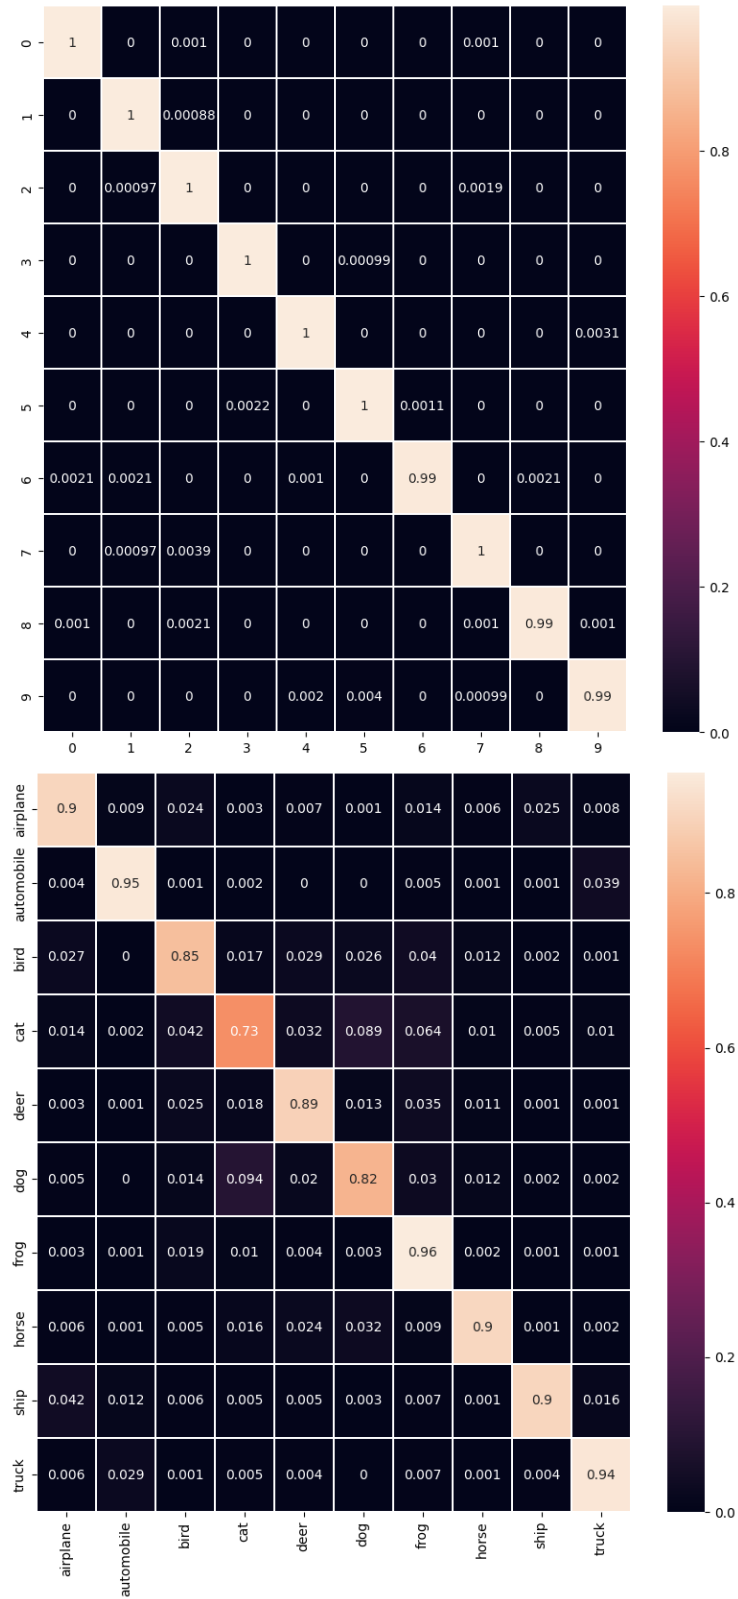 0 1 0 0.001 0 0 0 0 0.001 0 0
1 0 1 0.00088 0 0 0 0 0 0 0
0.8
2 0 0.00097 1 0 0 0 0 0.0019 0 0
3 0 0 0 1 0 0.00099 0 0 0 0
0.6
4 0 0 0 0 1 0 0 0 0 0.0031
5 0 0 0 0.0022 0 1 0.0011 0 0 0
0.4
6 0.0021 0.0021 0 0 0.001 0 0.99 0 0.0021 0
7 0 0.00097 0.0039 0 0 0 0 1 0 0
0.2
8 0.001 0 0.0021 0 0 0 0 0.001 0.99 0.001
9 0 0 0 0 0.002 0.004 0 0.00099 0 0.99
0.0
0 1 2 3 4 5 6 7 8 9
airplane 0.9 0.009 0.024 0.003 0.007 0.001 0.014 0.006 0.025 0.008
automobile 0.004 0.95 0.001 0.002 0 0 0.005 0.001 0.001 0.039
0.8
bird 0.027 0 0.85 0.017 0.029 0.026 0.04 0.012 0.002 0.001
cat 0.014 0.002 0.042 0.73 0.032 0.089 0.064 0.01 0.005 0.01
0.6
deer 0.003 0.001 0.025 0.018 0.89 0.013 0.035 0.011 0.001 0.001
dog 0.005 0 0.014 0.094 0.02 0.82 0.03 0.012 0.002 0.002
0.4
frog 0.003 0.001 0.019 0.01 0.004 0.003 0.96 0.002 0.001 0.001
horse 0.006 0.001 0.005 0.016 0.024 0.032 0.009 0.9 0.001 0.002
0.2
ship 0.042 0.012 0.006 0.005 0.005 0.003 0.007 0.001 0.9 0.016
truck 0.006 0.029 0.001 0.005 0.004 0 0.007 0.001 0.004 0.94
0.0
airplane automobile bird cat deer dog frog horse ship truck